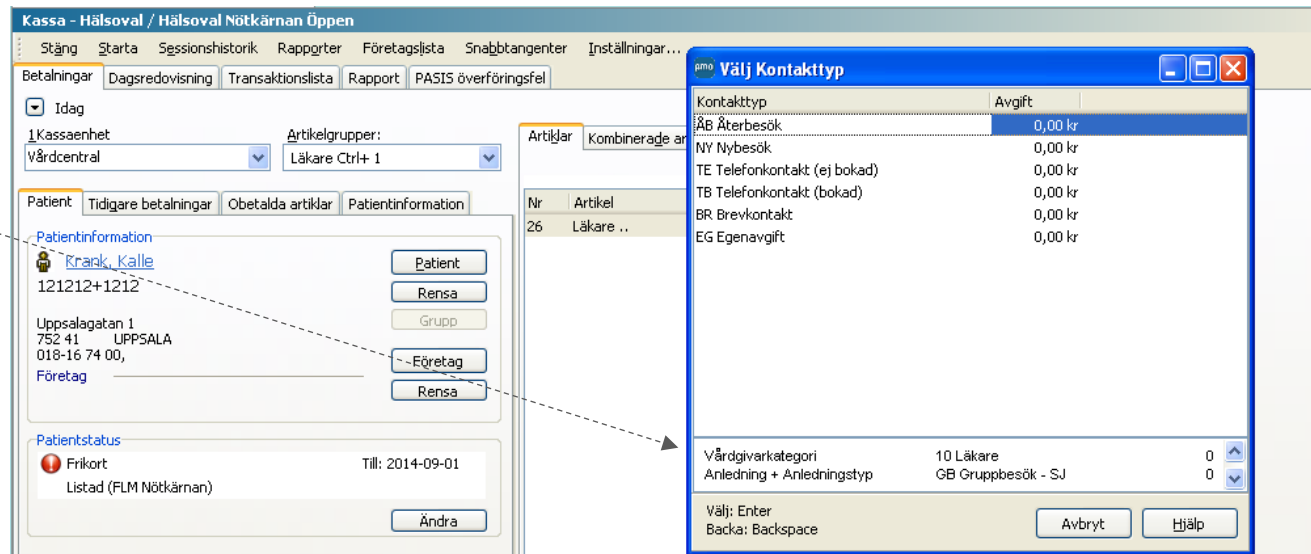 Kassa - Hälsoval / Hälsoval Nötkärnan Öppen
Stäng Starta Sessionshistorik Rapporter Företagslista Snabbtangenter Inställningar...
Betalningar Dagsredovisning Transaktionslista Rapport PASIS överföringsfel
Idag
1Kassaenhet Artikelgrupper:
Vårdcentral Läkare Ctrl+ 1
Artiklar Kombinerade ar
Patient Tidigare betalningar Obetalda artiklar Patientinformation
Nr Artikel
26 Läkare ..
Patientinformation
Krank, Kalle
121212+1212
Uppsalagatan 1
752 41 UPPSALA
018-16 74 00,
Företag
Patient
Rensa
Grupp
Företag
Rensa
Patientstatus
Frikort Till: 2014-09-01
Listad (FLM Nötkärnan)
Ändra
pmo Välj Kontakttyp
Kontakttyp Avgift
ÅB Återbesök 0,00 kr
NY Nybesök 0,00 kr
TE Telefonkontakt (ej bokad) 0,00 kr
TB Telefonkontakt (bokad) 0,00 kr
BR Brevkontakt 0,00 kr
EG Egenavgift 0,00 kr
Vårdgivarkategori 10 Läkare 0
Anledning + Anledningstyp GB Gruppbesök - SJ 0
Välj: Enter
Backa: Backspace
Avbryt Hjälp